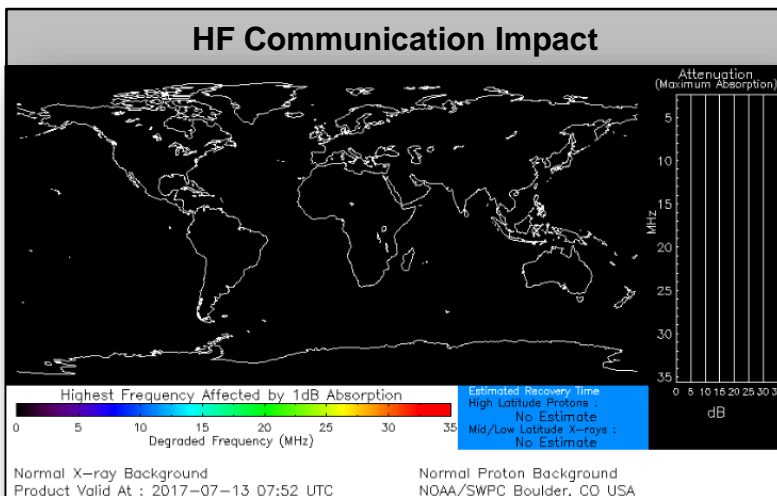 HF Communication Impact
Attenuation
(Maximum Absorption)
5
10
15
20
25
30
35
MHz
0 5 10 15 20 25 30
dB
Highest Frequency Affected by 1dB Absorption
0 5 10 15 20 25 30 35
Degraded Frequency (MHz)
Estimated Recovery Time
High Latitude Protons :
No Estimate
Mid/Low Latitude X-rays :
No Estimate
Normal X-ray Background
Product Valid At : 2017-07-13 07:52 UTC
Normal Proton Background
NOAA/SWPC Boulder, CO USA